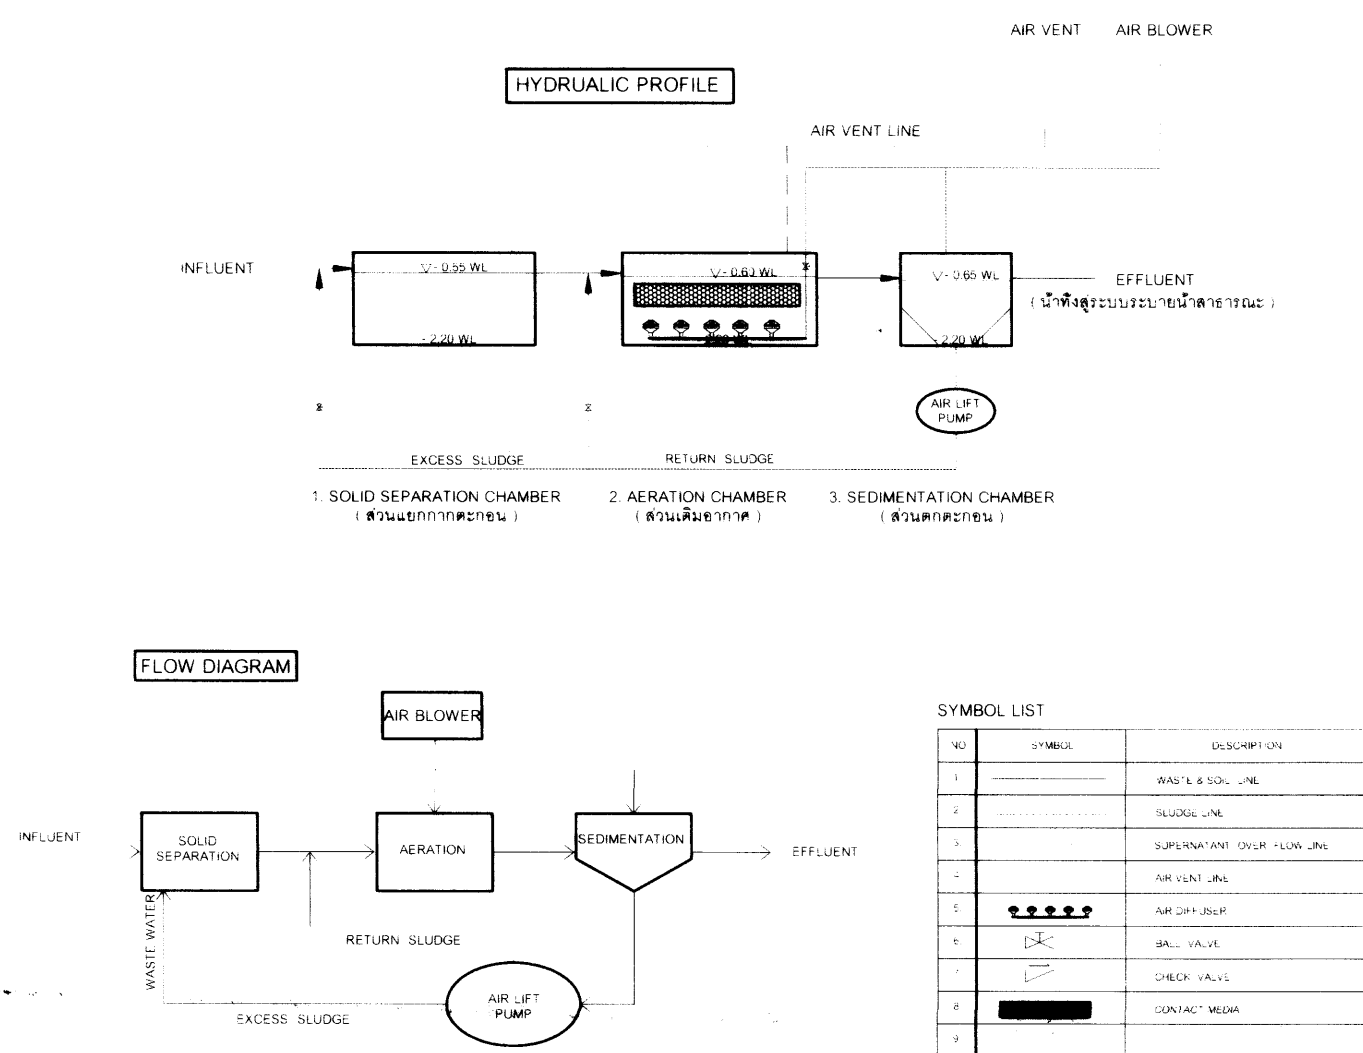 AIR VENT AIR BLOWER
HYDRUALIC PROFILE
AIR VENT LINE
INFLUENT
- 0.55 WL
- 0.60 WL
- 0.65 WL
EFFLUENT
( น้ำทิ้งสู่ระบบระบายน้ำสาธารณะ )
- 2.20 WL
- 2.20 WL
AIR LIFT
PUMP
EXCESS SLUDGE
RETURN SLUDGE
1. SOLID SEPARATION CHAMBER
( ส่วนแยกกากตะกอน )
2. AERATION CHAMBER
( ส่วนเติมอากาศ )
3. SEDIMENTATION CHAMBER
( ส่วนตกตะกอน )
FLOW DIAGRAM
AIR BLOWER
INFLUENT
SOLID
SEPARATION
AERATION
SEDIMENTATION
EFFLUENT
WASTE WATER
RETURN SLUDGE
AIR LIFT
PUMP
EXCESS SLUDGE
SYMBOL LIST
NO SYMBOL DESCRIPTION
1 WASTE & SOIL LINE
2 SLUDGE LINE
3. SUPERNATANT OVER FLOW LINE
4 AIR VENT LINE
5. AIR DIFFUSER
6 BALL VALVE
7 CHECK VALVE
8 CONTACT MEDIA
9